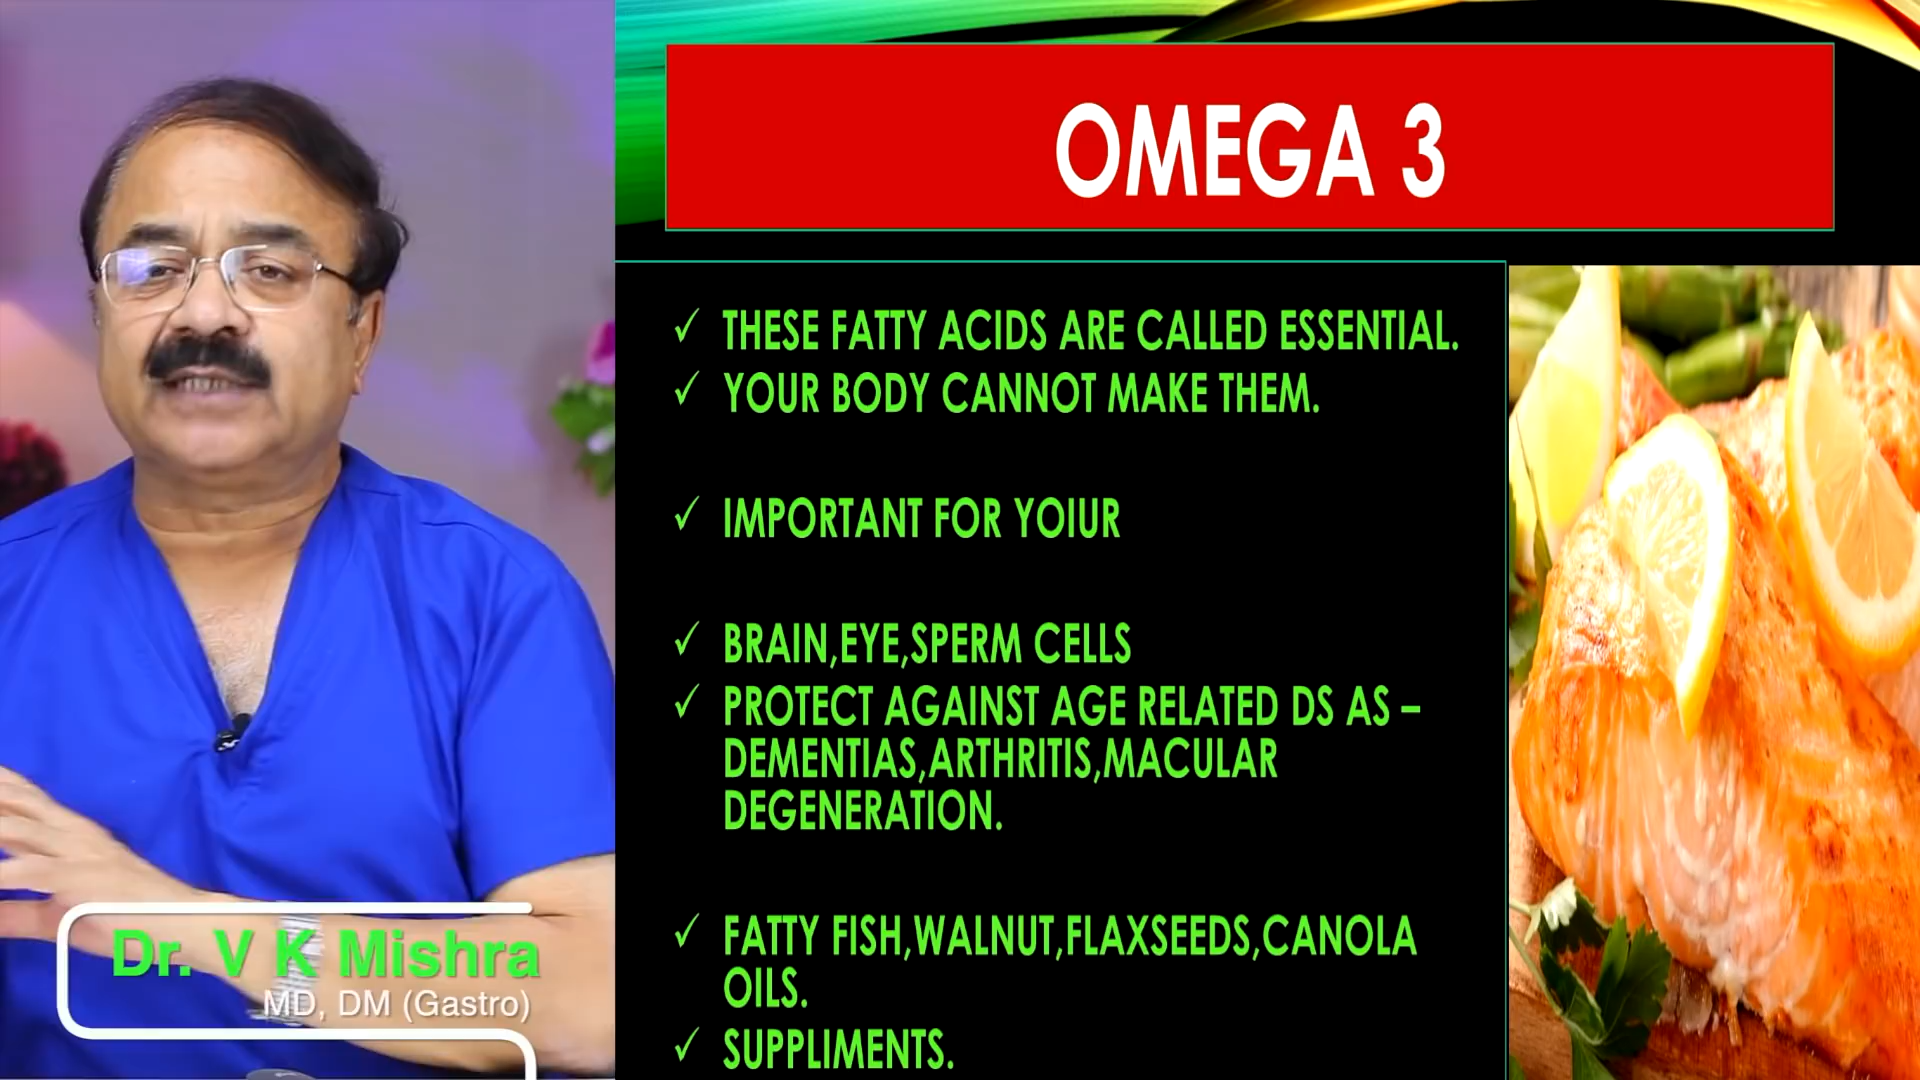 OMEGA 3
✓ THESE FATTY ACIDS ARE CALLED ESSENTIAL.
✓ YOUR BODY CANNOT MAKE THEM.
✓ IMPORTANT FOR YOIUR
✓ BRAIN,EYE,SPERM CELLS
✓ PROTECT AGAINST AGE RELATED DS AS –
DEMENTIAS,ARTHRITIS,MACULAR
DEGENERATION.
✓ FATTY FISH,WALNUT,FLAXSEEDS,CANOLA
OILS.
✓ SUPPLIMENTS.
Dr. V K Mishra
MD, DM (Gastro)